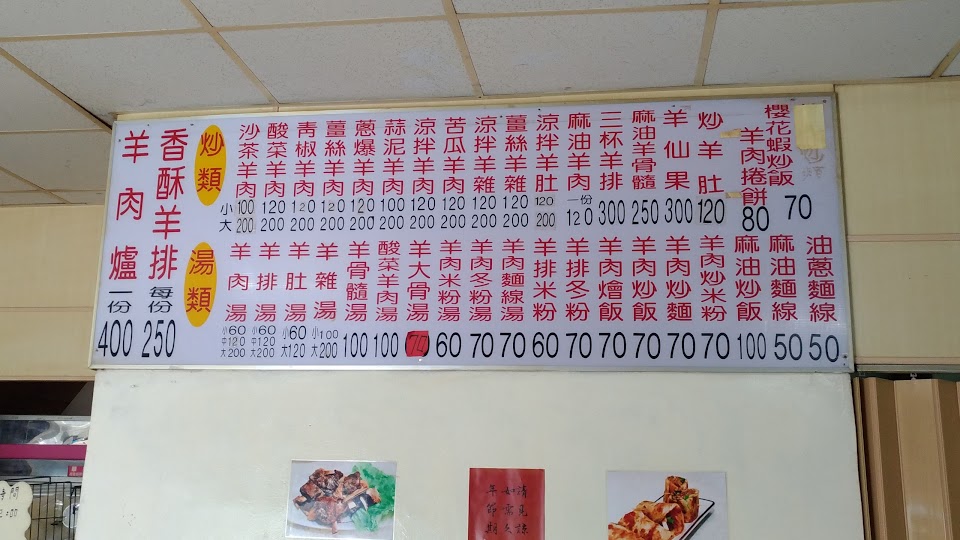 羊肉爐 一份 400
香酥羊排 每份 250
炒類
小
大
沙茶羊肉 100 200
酸菜羊肉 120 200
青椒羊肉 120 200
薑絲羊肉 120 200
蔥爆羊肉 120 200
蒜泥羊肉 100 200
涼拌羊肉 120 200
苦瓜羊肉 120 200
涼拌羊雜 120 200
薑絲羊雜 120 200
涼拌羊肚 120 200
麻油羊肉 一份 120
三杯羊排 300
麻油羊骨髓 250
羊仙果 300
炒羊肚 120
羊肉捲餅 80
櫻花蝦炒飯 70
湯類
羊肉湯 小60 中120 大200
羊排湯 小60 中120 大200
羊肚湯 小60 大120
羊雜湯 小100 大200
羊骨髓湯 100
酸菜羊肉湯 100
羊大骨湯
羊肉米粉湯 60
羊肉冬粉湯 70
羊肉麵線湯 70
羊排米粉 60
羊排冬粉 70
羊肉燴飯 70
羊肉炒飯 70
羊肉炒麵 70
羊肉炒米粉 70
麻油炒飯 100
麻油麵線 50
油蔥麵線 50